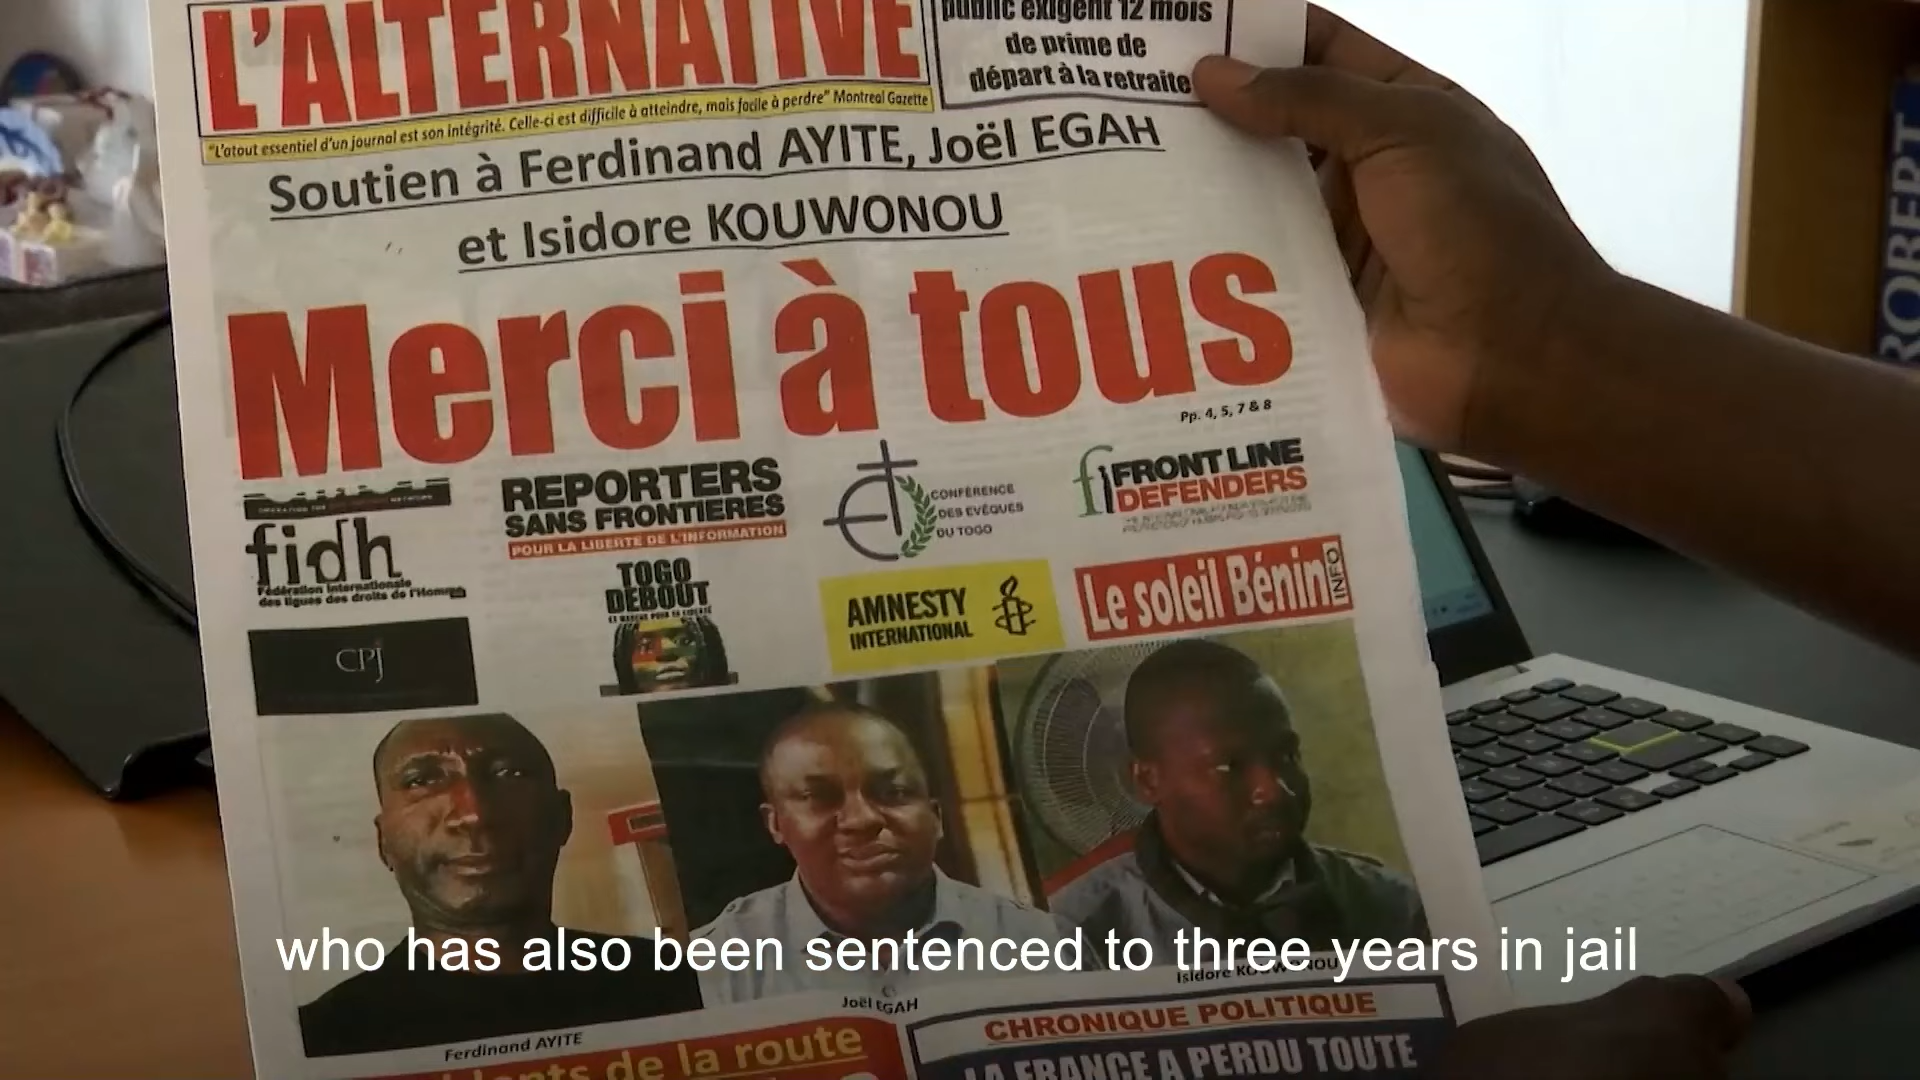 L'ALTERNATIVE
public exigent 12 mois
de prime de
départ à la retraite
"L'atout essentiel d'un journal est son intégrité. Celle-ci est difficile à atteindre, mais facile à perdre" Montreal Gazette
Soutien à Ferdinand AYITE, Joël EGAH
et Isidore KOUWONOU
Merci à tous
Pp. 4, 5, 7 & 8
fidh
Fédération internationale
des ligues des droits de l'Homme
REPORTERS
SANS FRONTIERES
POUR LA LIBERTE DE L'INFORMATION
CONFÉRENCE
DES EVÊQUES
DU TOGO
FRONT LINE
DEFENDERS
CPJ
TOGO
DEBOUT
AMNESTY
INTERNATIONAL
Le soleil Bénin
INFO
ROBERT
who has also been sentenced to three years in jail
Ferdinand AYITE
Joël EGAH
Isidore KOUWONOU
de la route
CHRONIQUE POLITIQUE
LA FRANCE A PERDU TOUTE